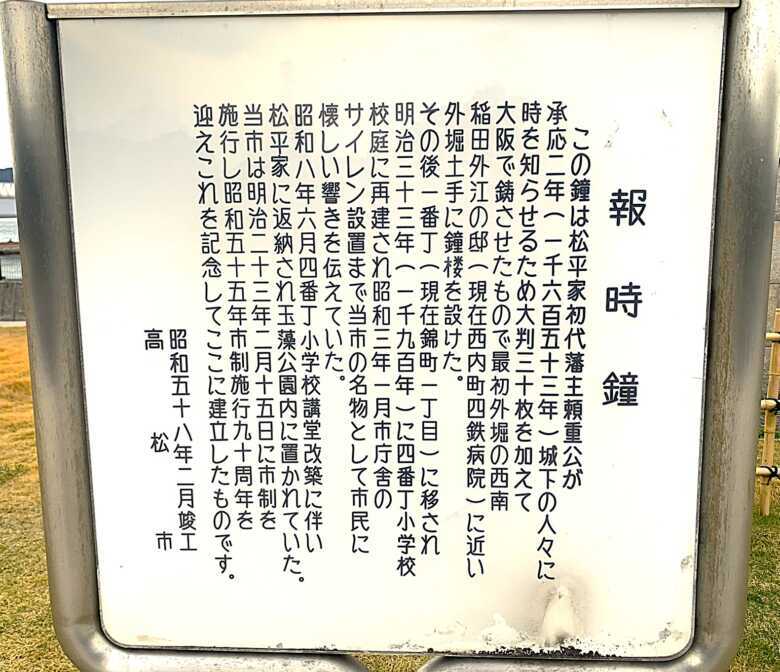 報時鐘
この鐘は松平家初代藩主頼重公が
承応二年(一千六百五十三年)城下の人々に
時を知らせるため大判三十枚を加えて
大阪で鋳させたもので最初外堀の西南
稲田外江の邸(現在西内町四鉄病院)に近い
外堀土手に鐘楼を設けた。
その後一番丁(現在錦町一丁目)に移され
明治三十三年(一千九百年)に四番丁小学校
校庭に再建され昭和三年一月市庁舎の
サイレン設置まで当市の名物として市民に
懐しい響きを伝えていた。
昭和八年六月四番丁小学校講堂改築に伴い
松平家に返納され玉藻公園内に置かれていた。
当市は明治二十三年二月十五日に市制を
施行し昭和五十五年市制施行九十周年を
迎えこれを記念してここに建立したものです。
昭和五十八年二月竣工
高松市